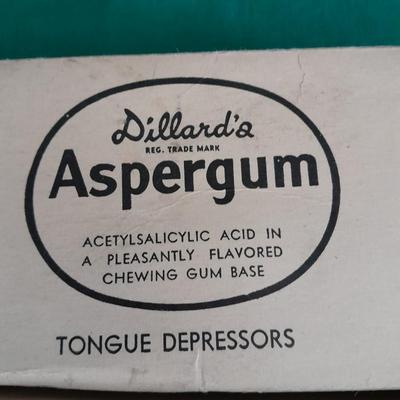 Dillard's
REG. TRADE MARK
Aspergum
ACETYLSALICYLIC ACID IN
A PLEASANTLY FLAVORED
CHEWING GUM BASE
TONGUE DEPRESSORS